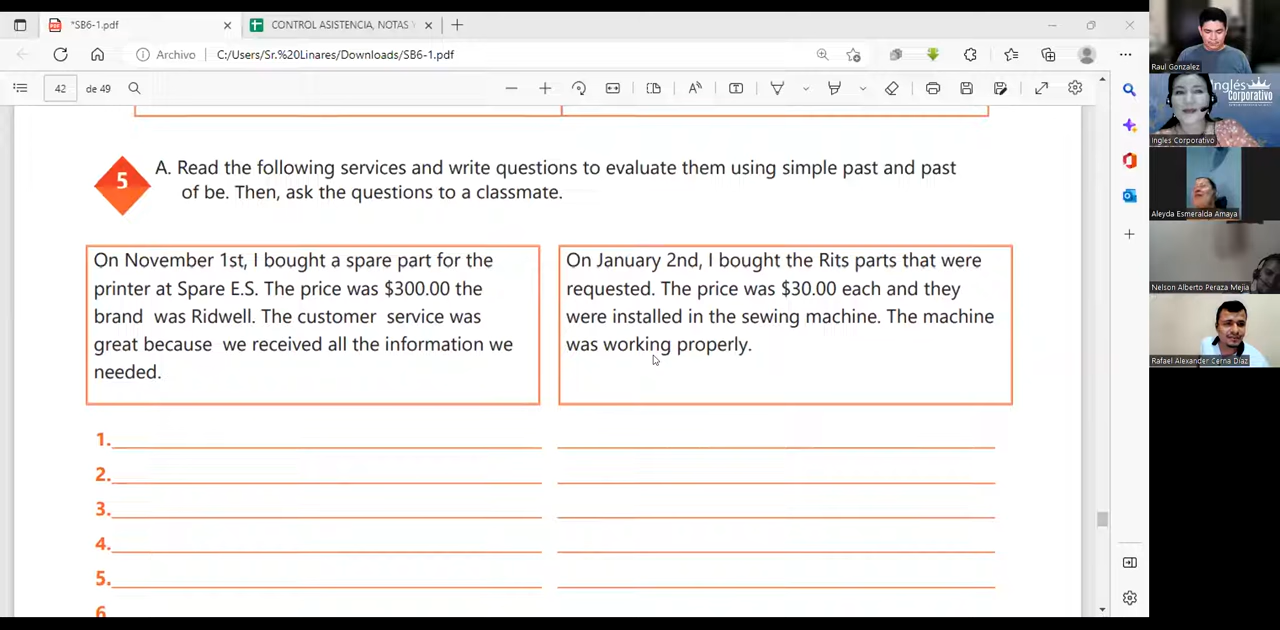 *SB6-1.pdf
CONTROL ASISTENCIA, NOTAS Y
Archivo
C:/Users/Sr.%20Linares/Downloads/SB6-1.pdf
42 de 49
5
A. Read the following services and write questions to evaluate them using simple past and past
of be. Then, ask the questions to a classmate.
On November 1st, I bought a spare part for the
printer at Spare E.S. The price was $300.00 the
brand was Ridwell. The customer service was
great because we received all the information we
needed.
On January 2nd, I bought the Rits parts that were
requested. The price was $30.00 each and they
were installed in the sewing machine. The machine
was working properly.
1.
2.
3.
4.
5.
6
Raul Gonzalez
Inglés
Corporativo
Ingles Corporativo
Aleyda Esmeralda Amaya
Nelson Alberto Peraza Mejia
Rafael Alexander Cerna Díaz